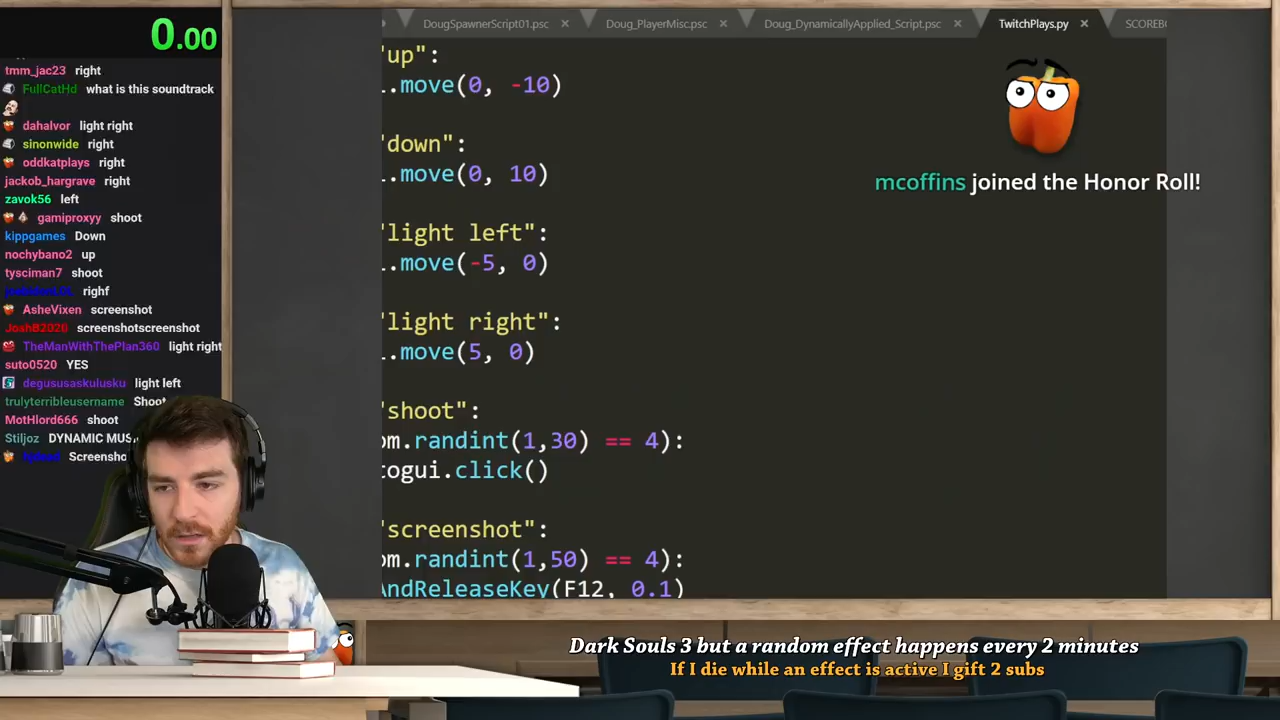 0.00
DougSpawnerScript01.psc
Doug_PlayerMisc.psc
Doug_DynamicallyApplied_Script.psc
TwitchPlays.py
SCOREBO
tmm_jac23 right
FullCatHd what is this soundtrack
dahalvor light right
sinonwide right
oddkatplays right
jackob_hargrave right
zavok56 left
gamiproxyy shoot
kippgames Down
nochybano2 up
tysciman7 shoot
righf
AsheVixen screenshot
JoshB2020 screenshotscreenshot
TheManWithThePlan360 light right
suto0520 YES
degususaskulusku light left
trulyterribleusername Shoot
MotHlord666 shoot
Stiljoz DYNAMIC MUS
Screensho
"up":
.move(0, -10)
"down":
.move(0, 10)
"light left":
.move(-5, 0)
"light right":
.move(5, 0)
"shoot":
om.randint(1,30) == 4):
togui.click()
"screenshot":
om.randint(1,50) == 4):
AndReleaseKey(F12, 0.1)
mcoffins joined the Honor Roll!
Dark Souls 3 but a random effect happens every 2 minutes
If I die while an effect is active I gift 2 subs